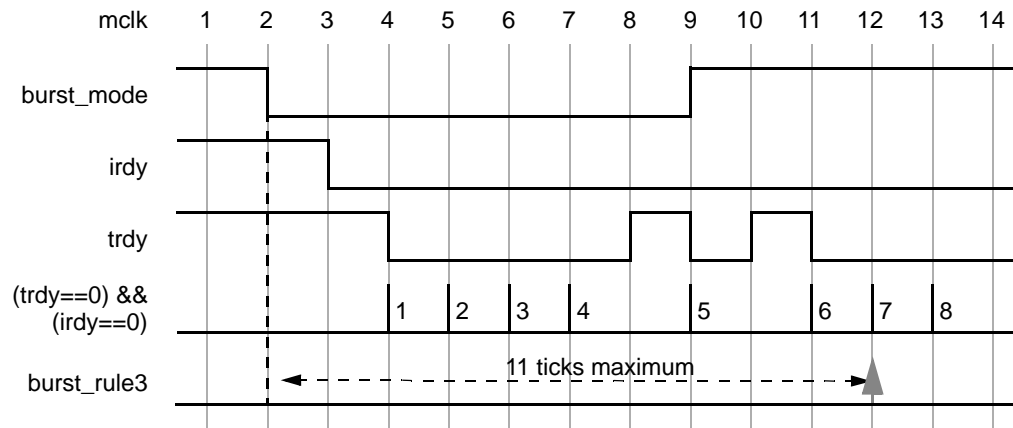 mclk 1 2 3 4 5 6 7 8 9 10 11 12 13 14
burst_mode
irdy
trdy
(trdy==0) &&
(irdy==0) 1 2 3 4 5 6 7 8
11 ticks maximum
burst_rule3